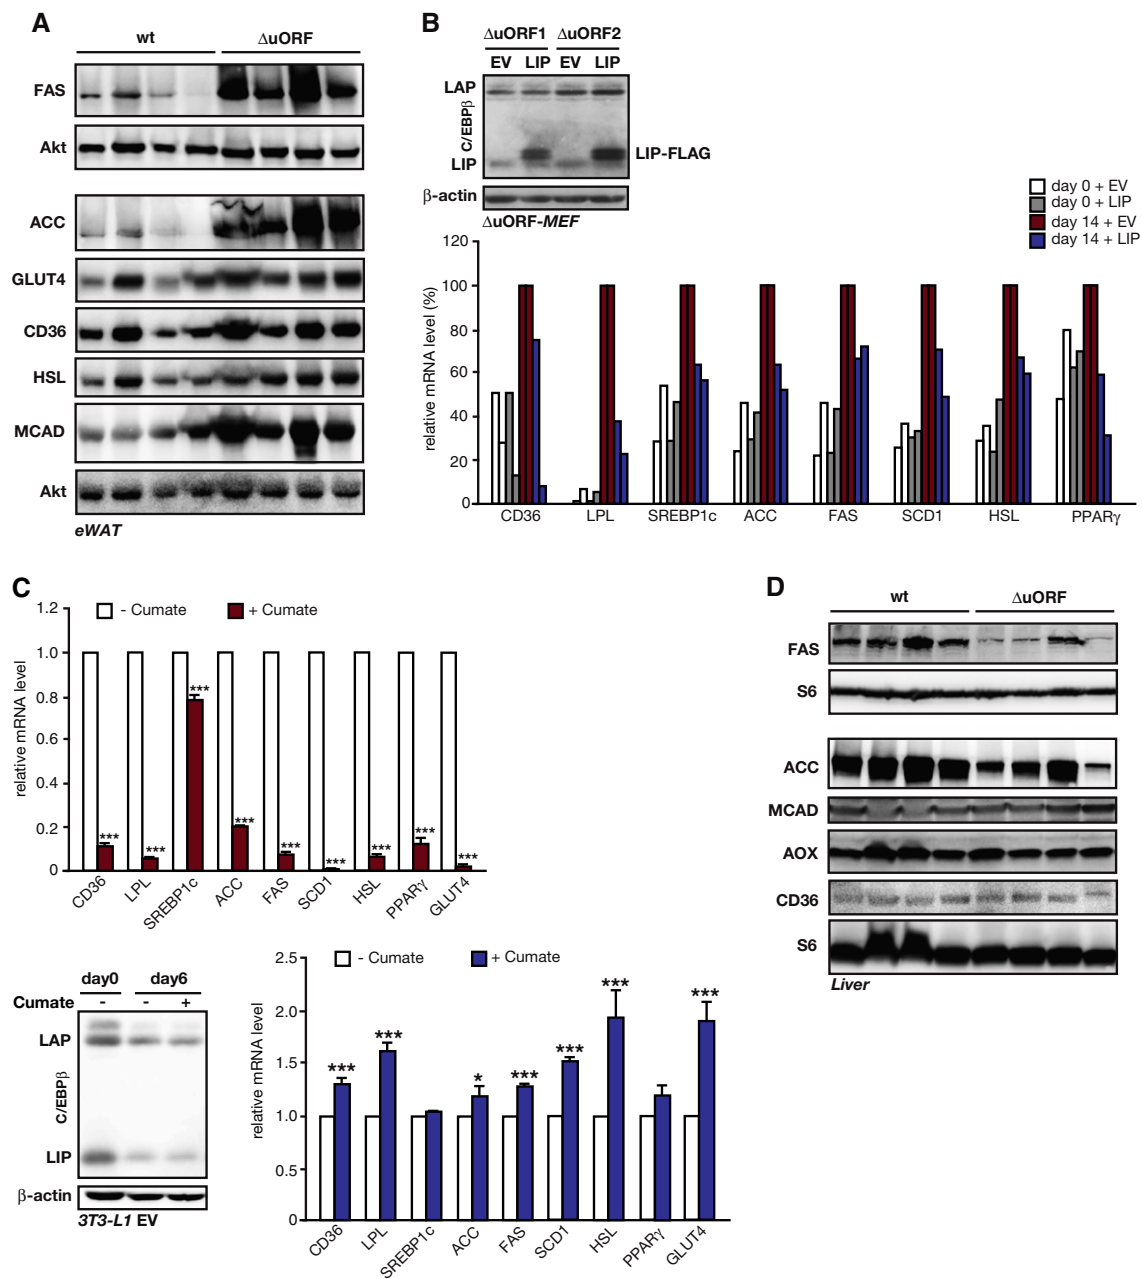 A
wt ΔuORF
FAS
Akt
ACC
GLUT4
CD36
HSL
MCAD
Akt
eWAT
B
ΔuORF1 ΔuORF2
EV LIP EV LIP
LAP
C/EBPβ
LIP
LIP-FLAG
β-actin
ΔuORF-MEF
day 0 + EV
day 0 + LIP
day 14 + EV
day 14 + LIP
relative mRNA level (%)
120
100
80
60
40
20
0
CD36 LPL SREBP1c ACC FAS SCD1 HSL PPARγ
C
- Cumate + Cumate
relative mRNA level
1.2
1.0
0.8
0.6
0.4
0.2
0
*** *** *** *** *** *** *** *** ***
CD36 LPL SREBP1c ACC FAS SCD1 HSL PPARγ GLUT4
day0 day6
Cumate - - +
LAP
C/EBPβ
LIP
β-actin
3T3-L1 EV
- Cumate + Cumate
relative mRNA level
2.5
2.0
1.5
1.0
0.5
0
*** *** * *** *** *** ***
CD36 LPL SREBP1c ACC FAS SCD1 HSL PPARγ GLUT4
D
wt ΔuORF
FAS
S6
ACC
MCAD
AOX
CD36
S6
Liver